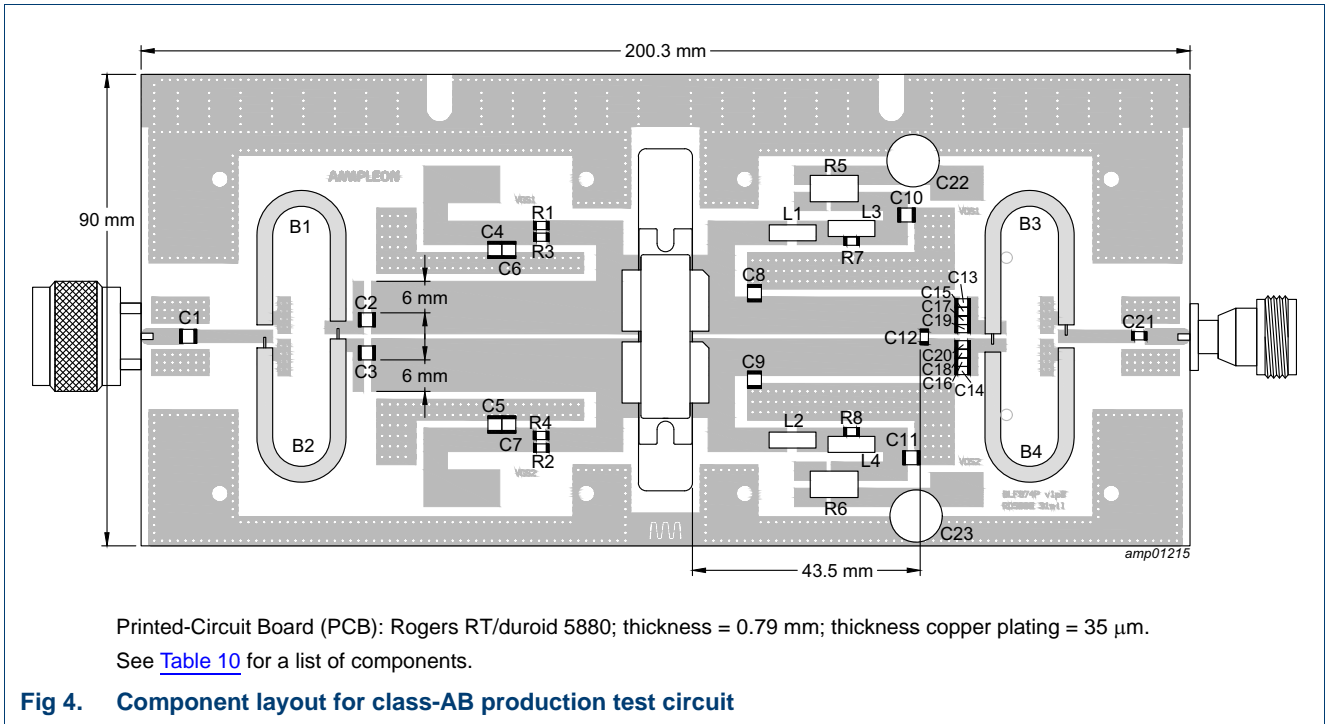 200.3 mm
90 mm
AMPLEON
VGS1
VDS1
B1
B2
B3
B4
R5
C22
C10
L1
L3
R7
R1
R3
C4
C6
C8
C13
C15
C17
C19
6 mm
C2
C1
C12
C21
C3
6 mm
C9
C20
C18
C16
C14
C5
C7
R4
R2
L2
R8
L4
C11
R6
C23
VGS2
VDS2
43.5 mm
amp01215
Printed-Circuit Board (PCB): Rogers RT/duroid 5880; thickness = 0.79 mm; thickness copper plating = 35 μm.
See Table 10 for a list of components.
Fig 4. Component layout for class-AB production test circuit